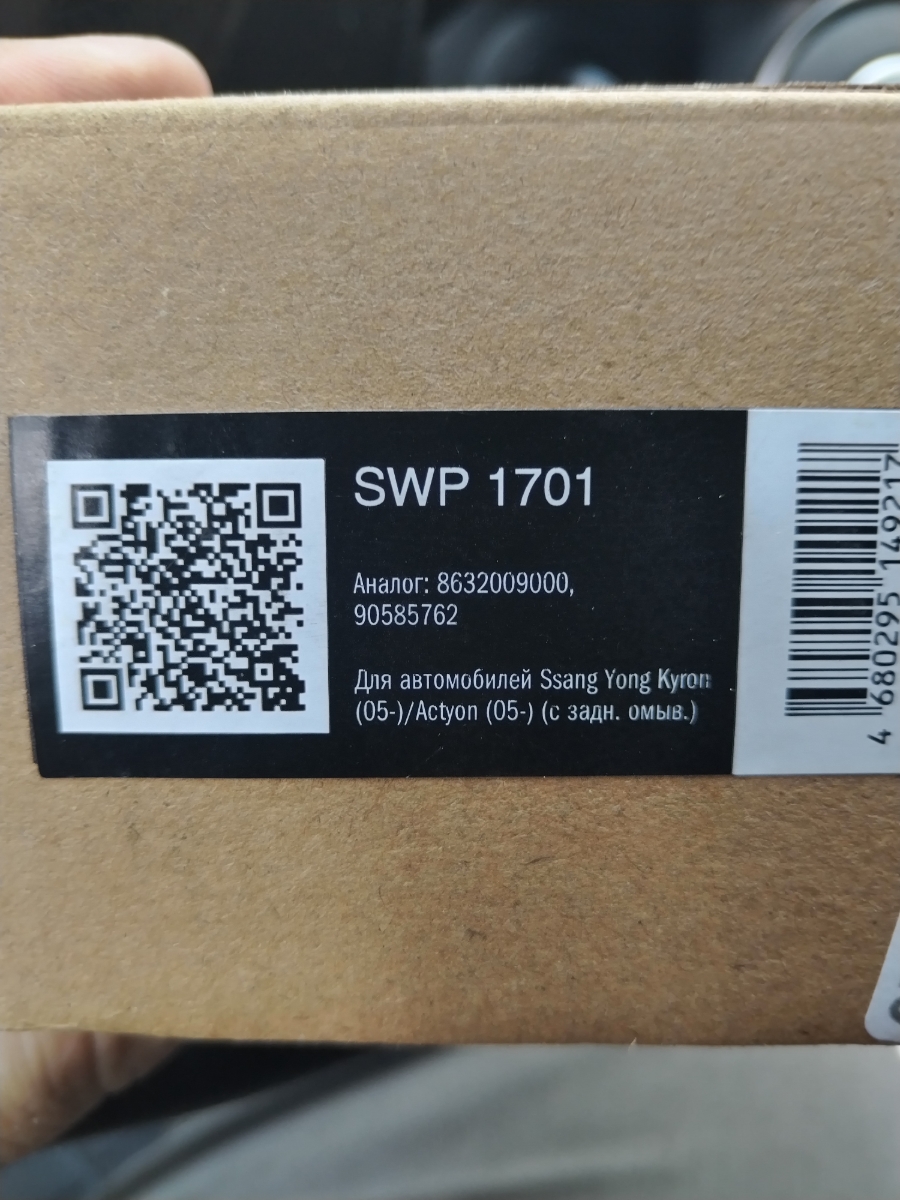 SWP 1701
Аналог: 8632009000,
90585762
Для автомобилей Ssang Yong Kyron
(05-)/Actyon (05-) (с задн. омыв.)
4 680295 149217